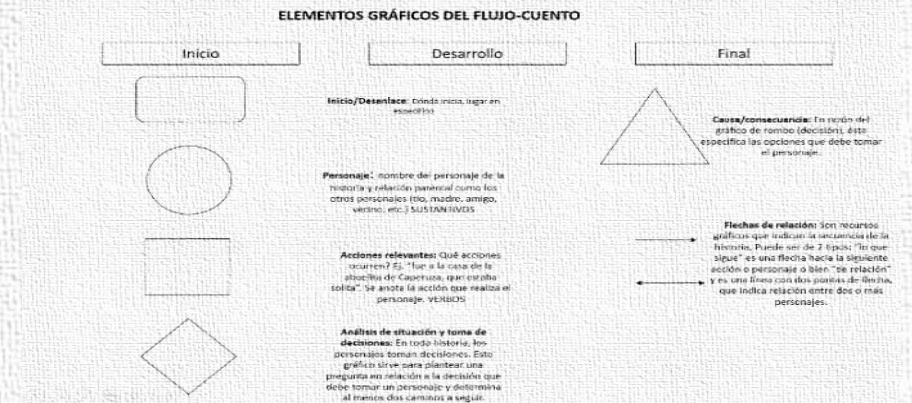 ELEMENTOS GRÁFICOS DEL FLUJO-CUENTO
Inicio
Desarrollo
Final
Inicio/Desenlace: Dónde inicia, lugar en
específico
Personaje: nombre del personaje de la
historia y relación parental como los
otros personajes (tío, madre, amigo,
vecino, etc.) SUSTANTIVOS
Acciones relevantes: Qué acciones
ocurren? Ej. "fue a la casa de la
abuelita de Caperuza, que estaba
solita". Se anota la acción que realiza el
personaje. VERBOS
Análisis de situación y toma de
decisiones: En toda historia, los
personajes toman decisiones. Este
gráfico sirve para plantear una
pregunta en relación a la decisión que
debe tomar un personaje y determina
al menos dos caminos a seguir.
Causa/consecuencia: En razón del
gráfico de rombo (decisión), éste
especifica las opciones que debe tomar
el personaje.
Flechas de relación: Son recursos
gráficos que indican la secuencia de la
historia. Puede ser de 2 tipos: "lo que
sigue" es una flecha hacia la siguiente
acción o personaje o bien "de relación"
y es una línea con dos puntas de flecha,
que indica relación entre dos o más
personajes.